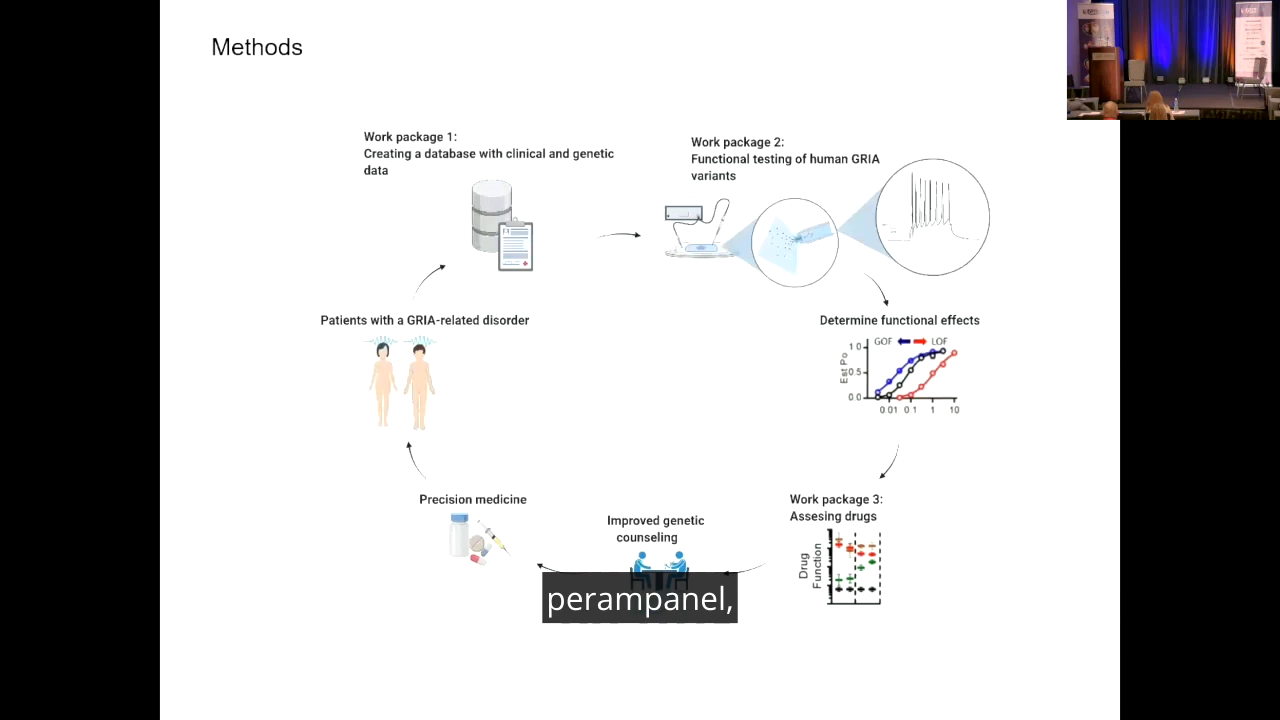 Methods
Work package 1:
Creating a database with clinical and genetic
data
Work package 2:
Functional testing of human GRIA
variants
Patients with a GRIA-related disorder
Determine functional effects
GOF
LOF
Est Po
1 0
0.5
0.0
0 01 0 1 1 10
Precision medicine
Improved genetic
counseling
Work package 3:
Assesing drugs
Drug
Function
perampanel,